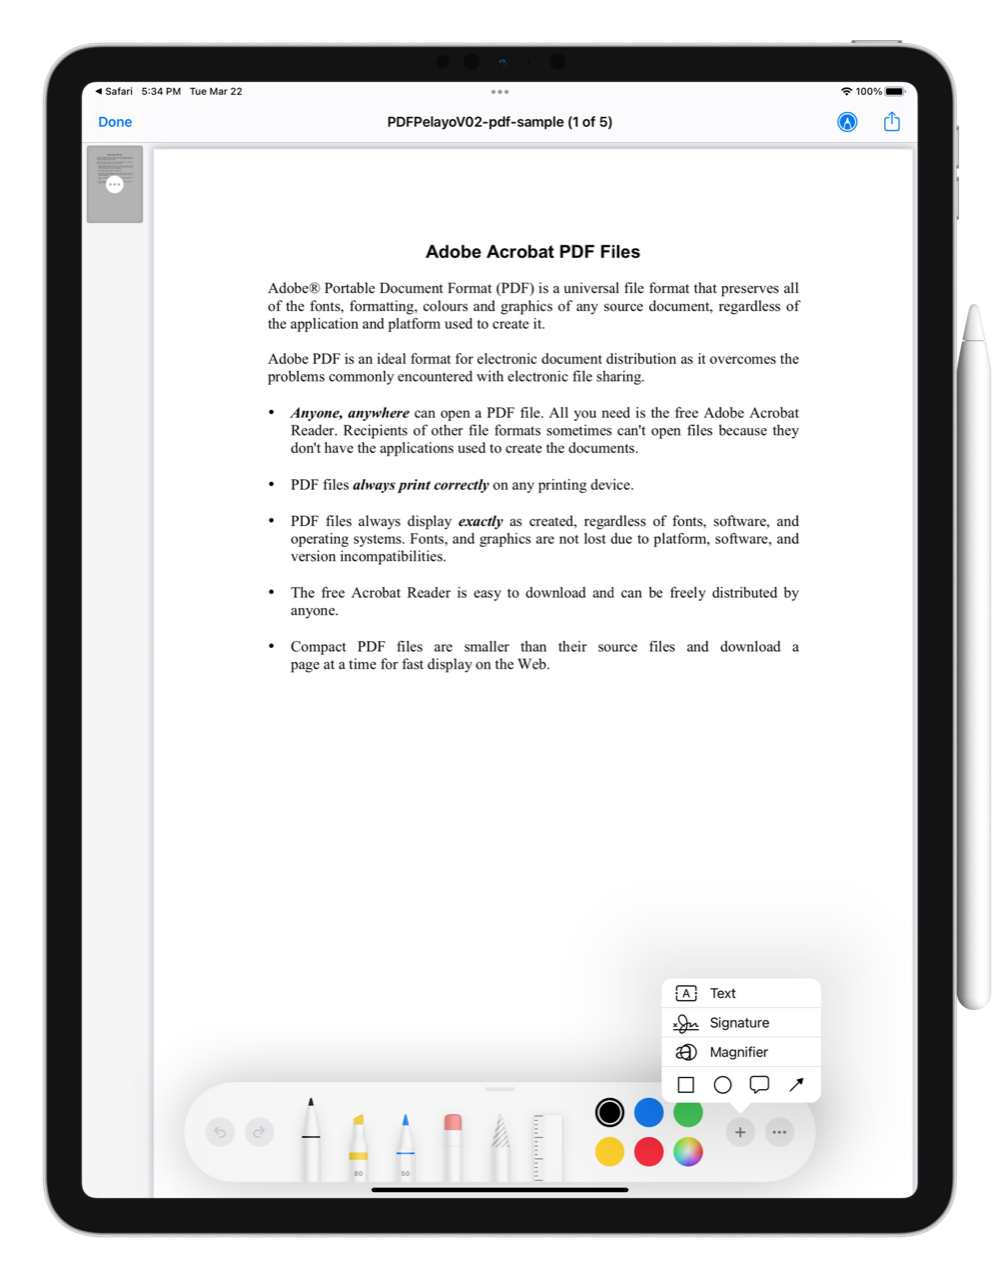 Safari 5:34 PM Tue Mar 22
100%
Done
PDFPelayoV02-pdf-sample (1 of 5)
Adobe Acrobat PDF Files
Adobe® Portable Document Format (PDF) is a universal file format that preserves all
of the fonts, formatting, colours and graphics of any source document, regardless of
the application and platform used to create it.
Adobe PDF is an ideal format for electronic document distribution as it overcomes the
problems commonly encountered with electronic file sharing.
• Anyone, anywhere can open a PDF file. All you need is the free Adobe Acrobat
Reader. Recipients of other file formats sometimes can't open files because they
don't have the applications used to create the documents.
• PDF files always print correctly on any printing device.
• PDF files always display exactly as created, regardless of fonts, software, and
operating systems. Fonts, and graphics are not lost due to platform, software, and
version incompatibilities.
• The free Acrobat Reader is easy to download and can be freely distributed by
anyone.
• Compact PDF files are smaller than their source files and download a
page at a time for fast display on the Web.
A Text
Signature
Magnifier
80
50